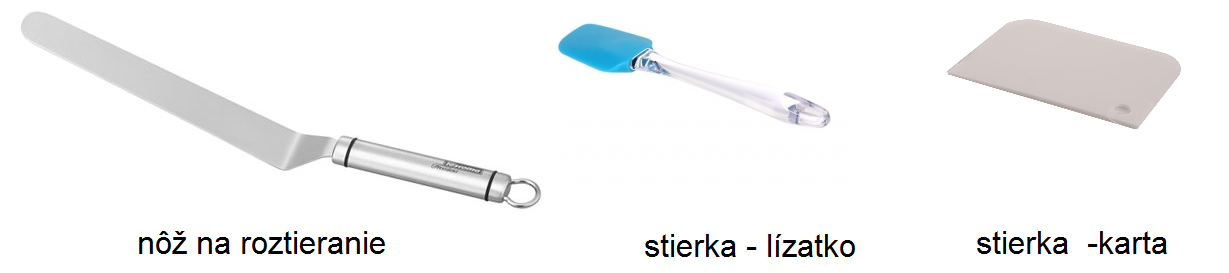 nôž na roztieranie
stierka - lízatko
stierka  -karta